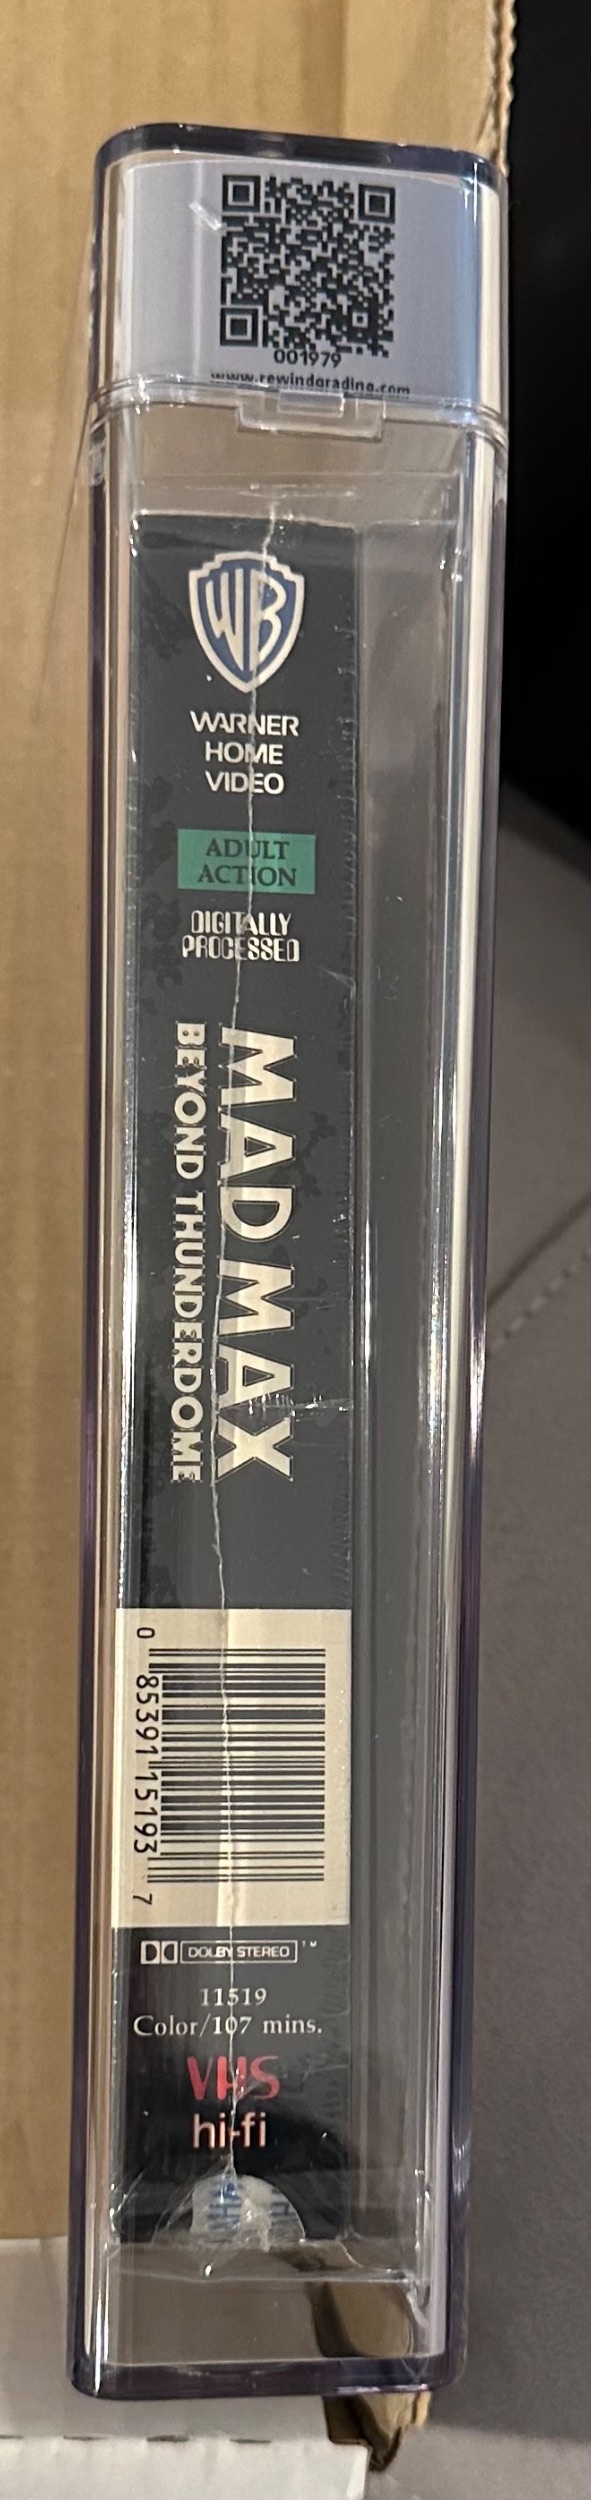 001979
www.rewindgrading.com
WB
WARNER
HOME
VIDEO
ADULT
ACTION
DIGITALLY
PROCESSED
MAD MAX
BEYOND THUNDERDOME
0 85391 15193 7
DOLBY STEREO ™
11519
Color/107 mins.
VHS
hi-fi